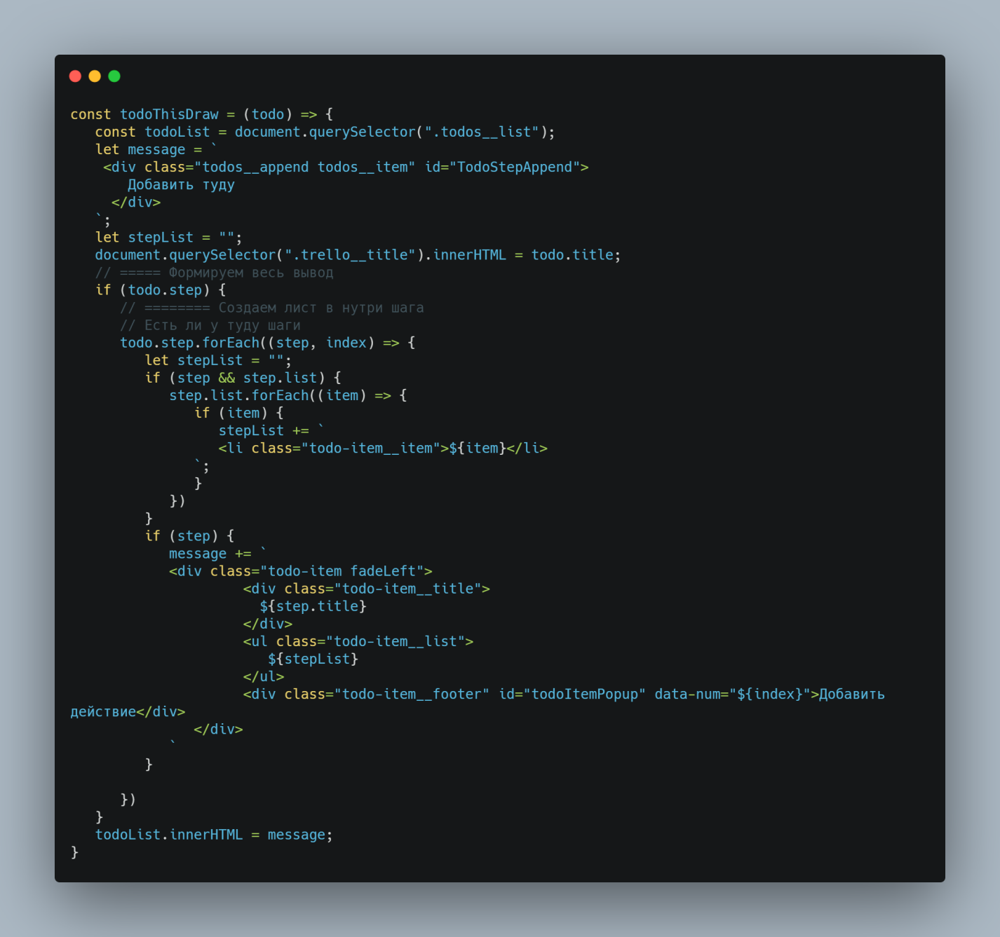 const todoThisDraw = (todo) => {
   const todoList = document.querySelector(".todos__list");
   let message = `
    <div class="todos__append todos__item" id="TodoStepAppend">
       Добавить туду
     </div>
   `;
   let stepList = "";
   document.querySelector(".trello__title").innerHTML = todo.title;
   // ===== Формируем весь вывод
   if (todo.step) {
      // ======== Создаем лист в нутри шага
      // Есть ли у туду шаги
      todo.step.forEach((step, index) => {
         let stepList = "";
         if (step && step.list) {
            step.list.forEach((item) => {
               if (item) {
                  stepList += `
                  <li class="todo-item__item">${item}</li>
               `;
               }
            })
         }
         if (step) {
            message += `
            <div class="todo-item fadeLeft">
                     <div class="todo-item__title">
                       ${step.title}
                     </div>
                     <ul class="todo-item__list">
                        ${stepList}
                     </ul>
                     <div class="todo-item__footer" id="todoItemPopup" data-num="${index}">Добавить
действие</div>
               </div>
            `
         }

      })
   }
   todoList.innerHTML = message;
}